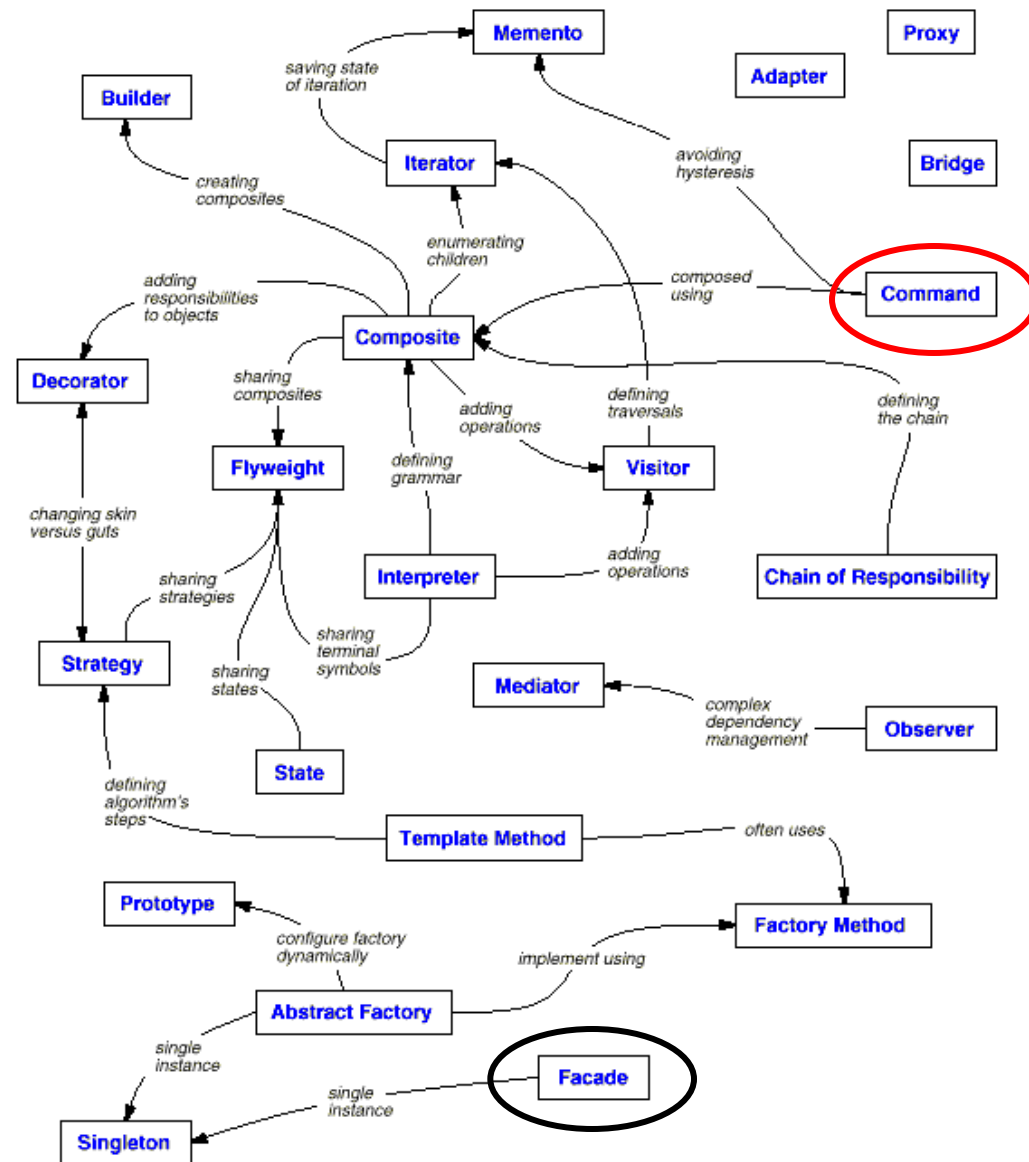 Memento
Proxy
Adapter
saving state
of iteration
Builder
avoiding
hysteresis
Iterator
Bridge
creating
composites
enumerating
children
adding
responsibilities
to objects
composed
using
Command
Composite
Decorator
sharing
composites
adding
operations
defining
traversals
defining
the chain
Flyweight
defining
grammar
Visitor
changing skin
versus guts
sharing
strategies
Interpreter
adding
operations
Chain of Responsibility
Strategy
sharing
terminal
symbols
sharing
states
Mediator
complex
dependency
management
Observer
State
defining
algorithm's
steps
Template Method
often uses
Prototype
Factory Method
configure factory
dynamically
implement using
Abstract Factory
single
instance
Facade
single
instance
Singleton